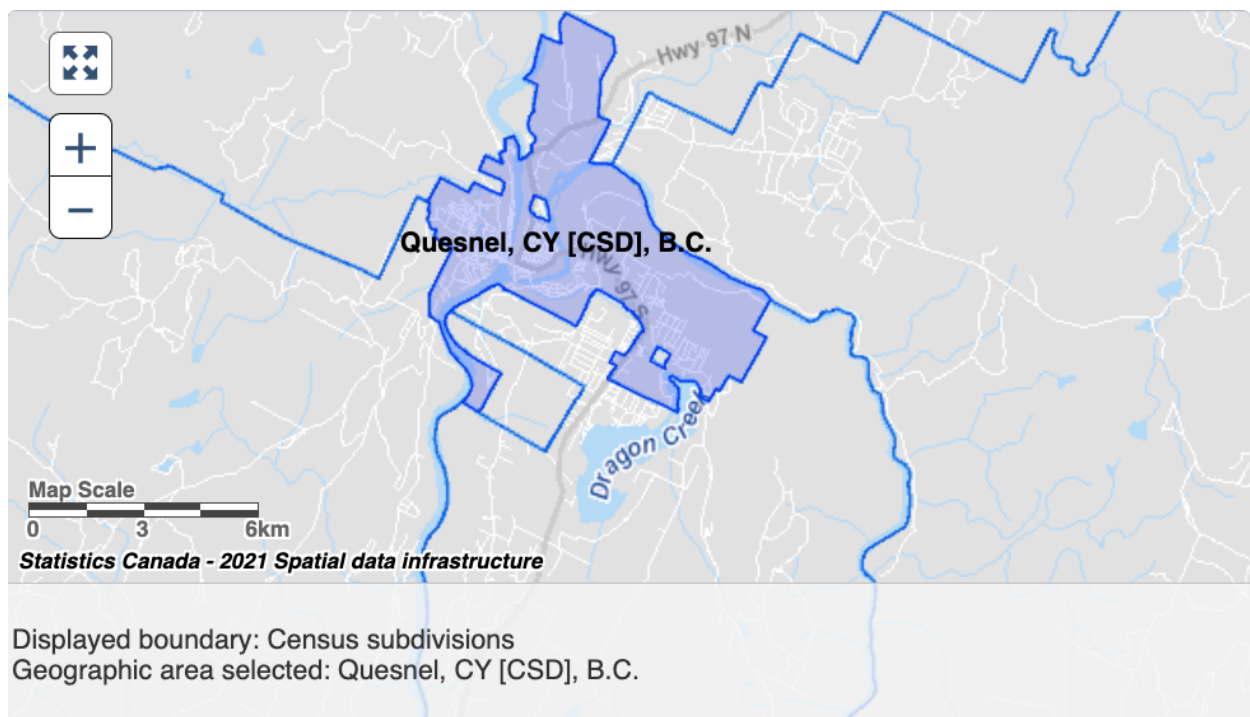 Hwy 97 N
+
−
Quesnel, CY [CSD], B.C.
Hwy 97 S
Dragon Creek
Map Scale
0 3 6km
Statistics Canada - 2021 Spatial data infrastructure
Displayed boundary: Census subdivisions
Geographic area selected: Quesnel, CY [CSD], B.C.